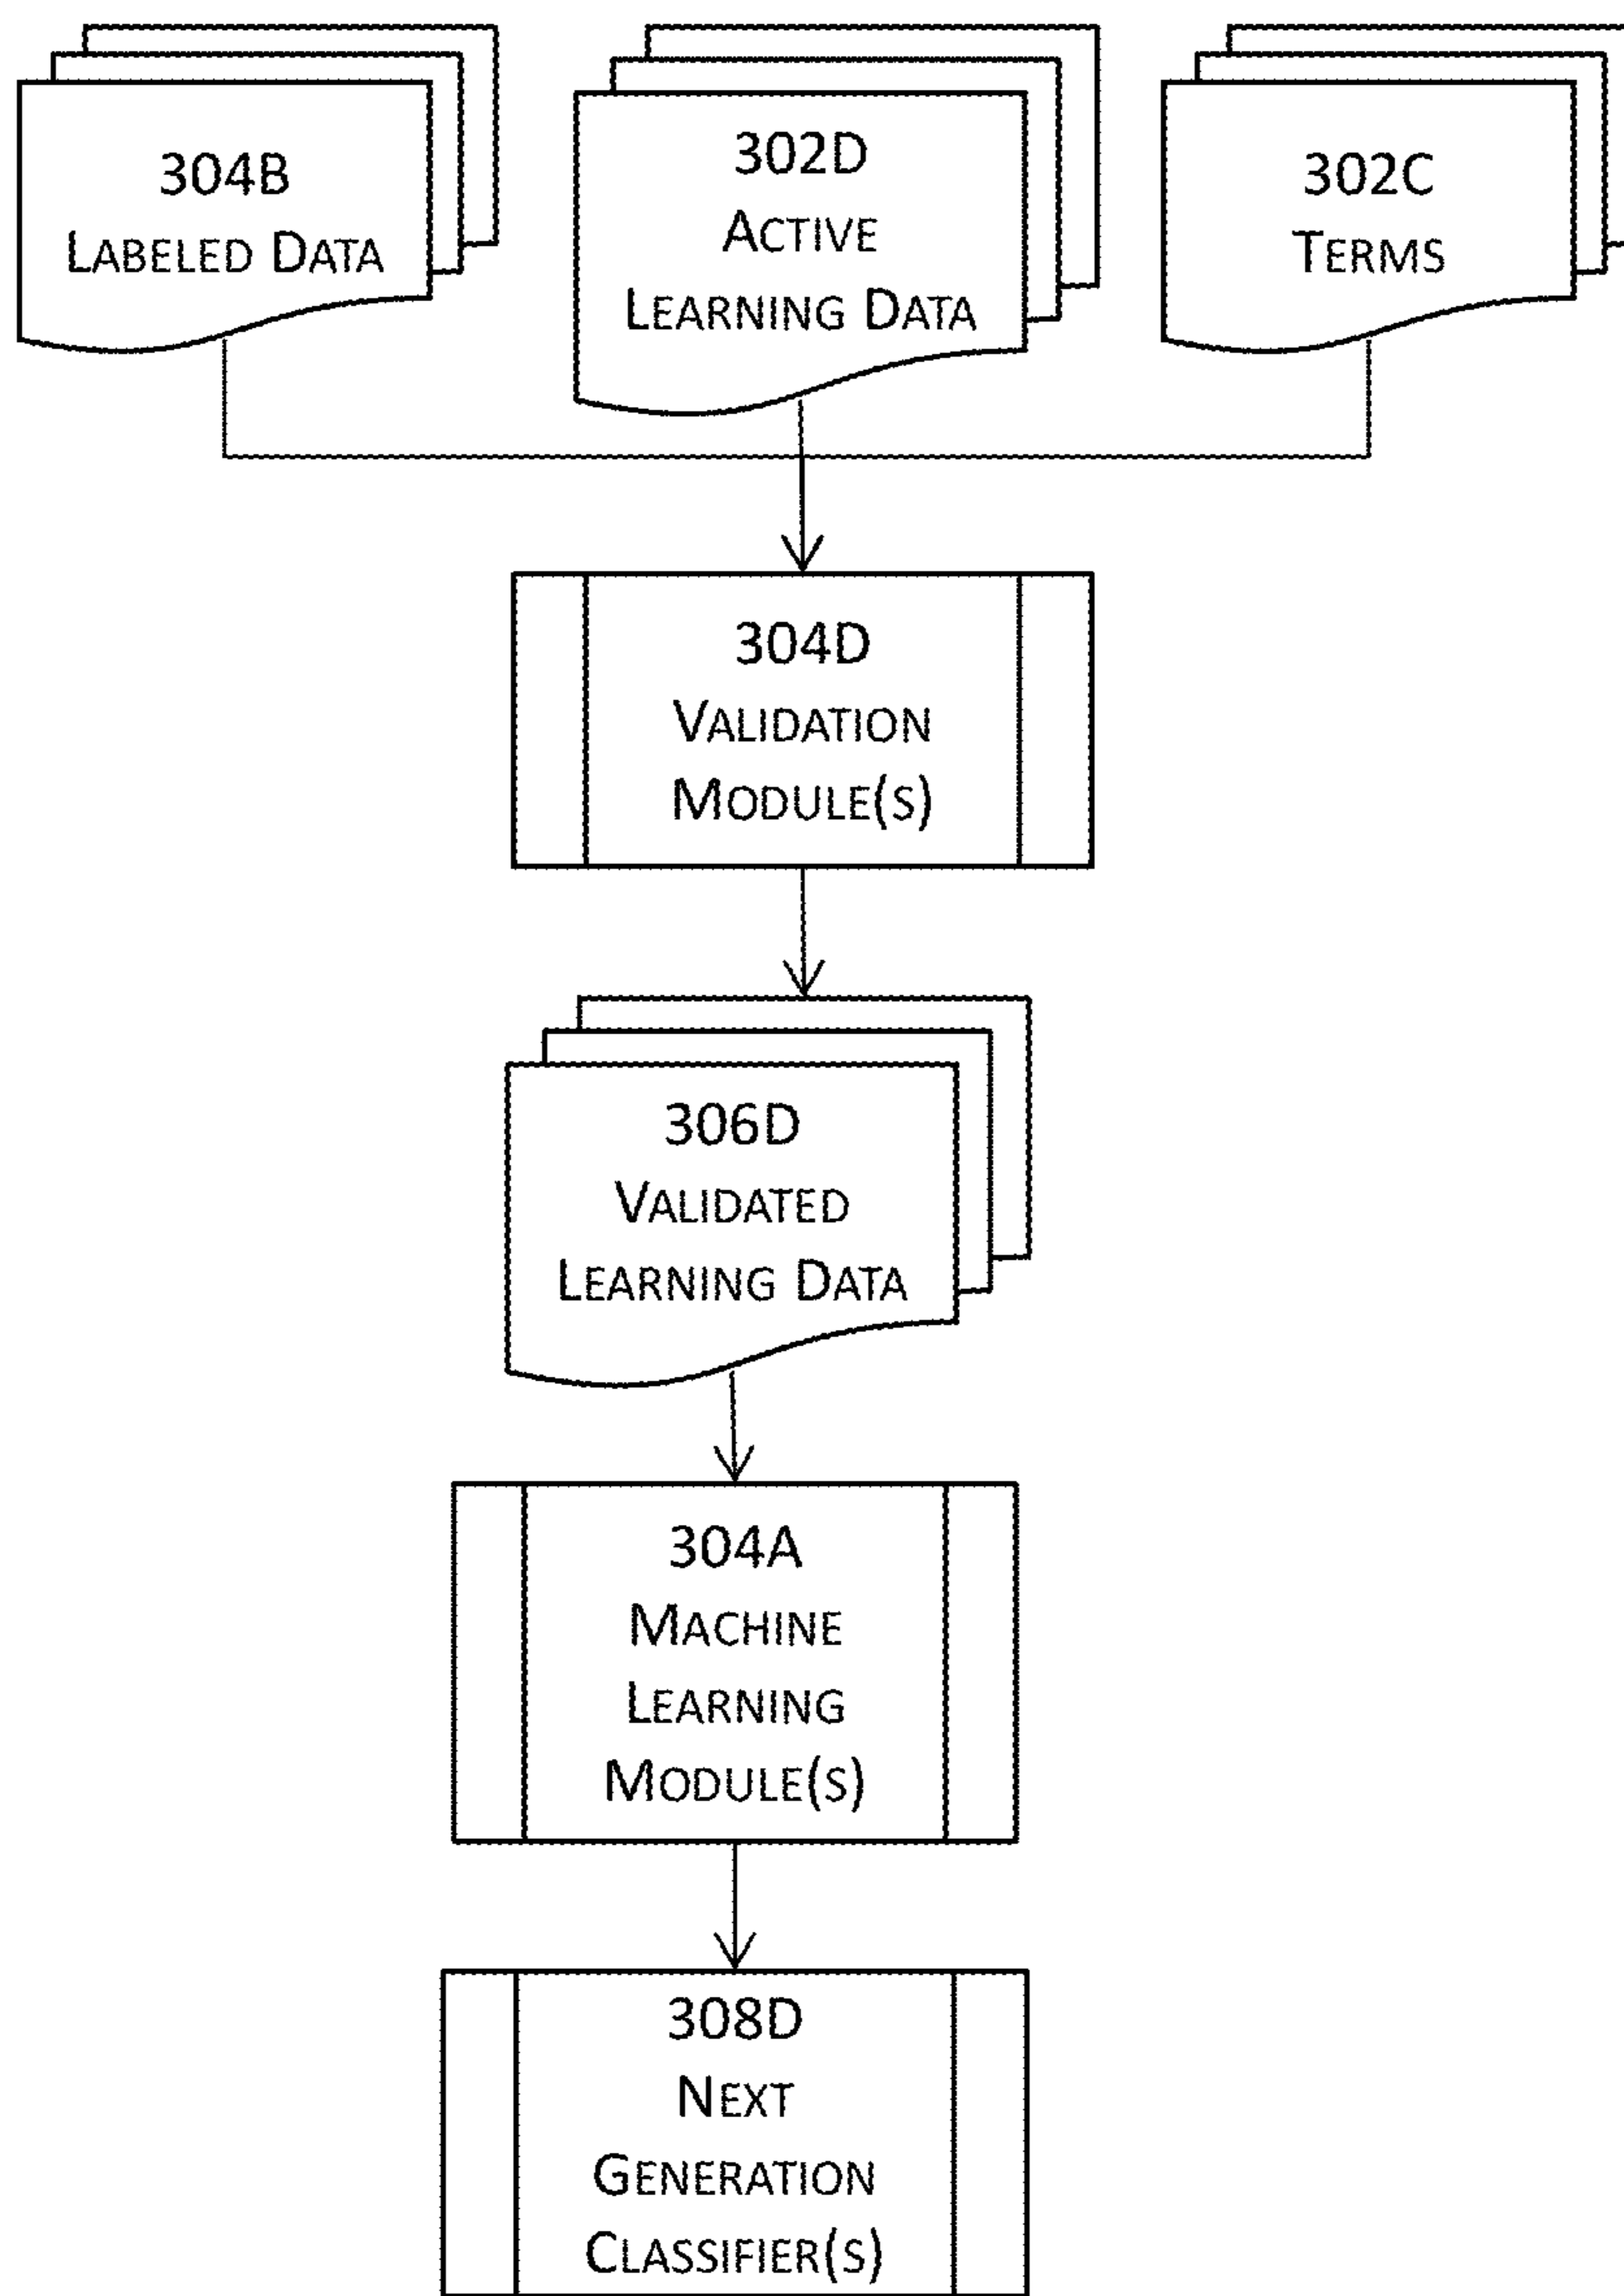 304B
LABELED DATA
302D
ACTIVE
LEARNING DATA
302C
TERMS
304D
VALIDATION
MODULE(S)
306D
VALIDATED
LEARNING DATA
304A
MACHINE
LEARNING
MODULE(S)
308D
NEXT
GENERATION
CLASSIFIER(S)